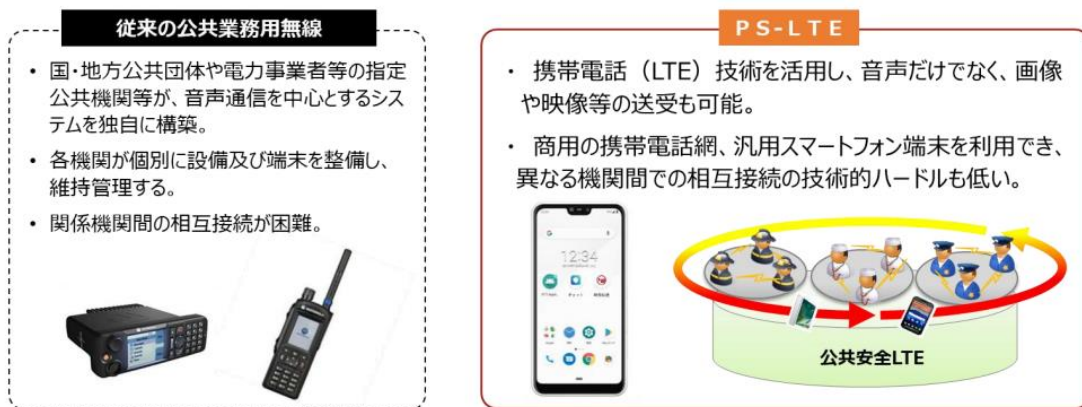 従来の公共業務用無線
• 国・地方公共団体や電力事業者等の指定
公共機関等が、音声通信を中心とするシス
テムを独自に構築。
• 各機関が個別に設備及び端末を整備し、
維持管理する。
• 関係機関間の相互接続が困難。
PS-LTE
・ 携帯電話（LTE）技術を活用し、音声だけでなく、画像
や映像等の送受も可能。
・ 商用の携帯電話網、汎用スマートフォン端末を利用でき、
異なる機関間での相互接続の技術的ハードルも低い。
12:34
チャット
公共安全LTE